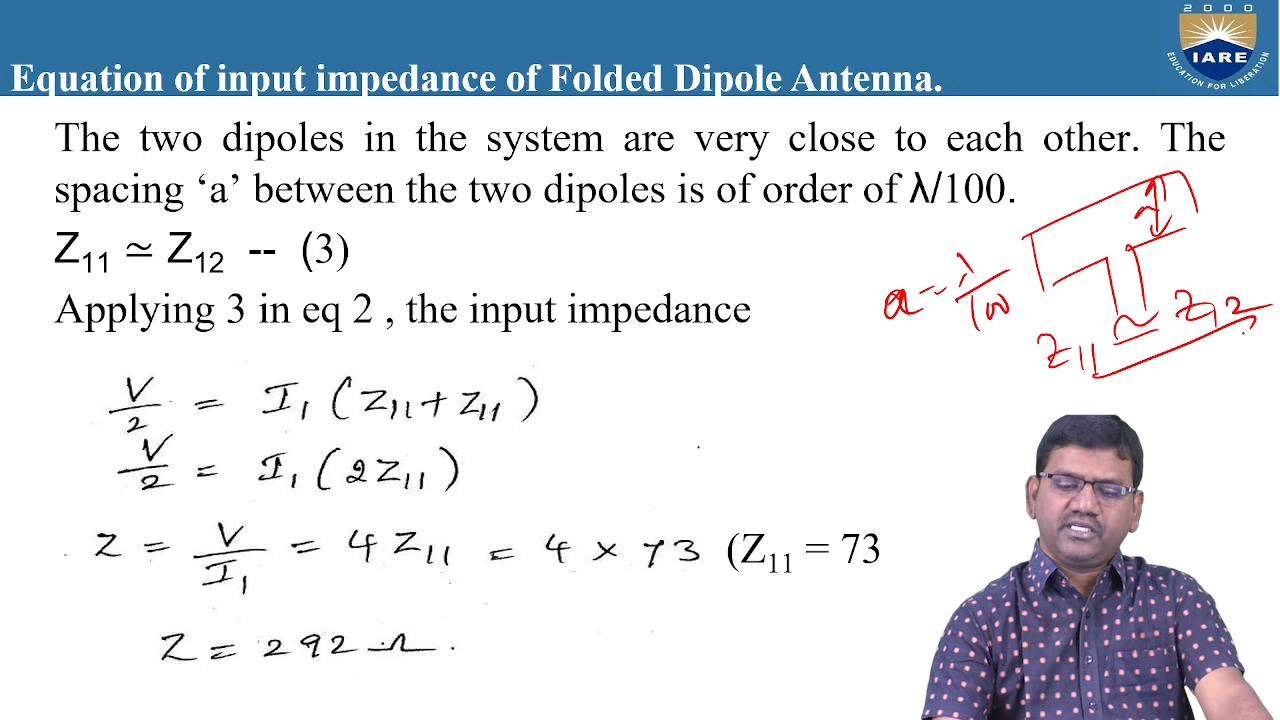 2000
IARE
EDUCATION FOR LIBERATION
Equation of input impedance of Folded Dipole Antenna.
The two dipoles in the system are very close to each other. The
spacing ‘a’ between the two dipoles is of order of λ/100.
Z₁₁ ≃ Z₁₂ -- (3)
Applying 3 in eq 2 , the input impedance
a = λ/100
Z₁₁ ≃ Z₁₂
V/2 = I₁ (Z₁₁ + Z₁₁)
V/2 = I₁ (2Z₁₁)
Z = V/I₁ = 4 Z₁₁ = 4 × 73 (Z₁₁ = 73
Z = 292 Ω.